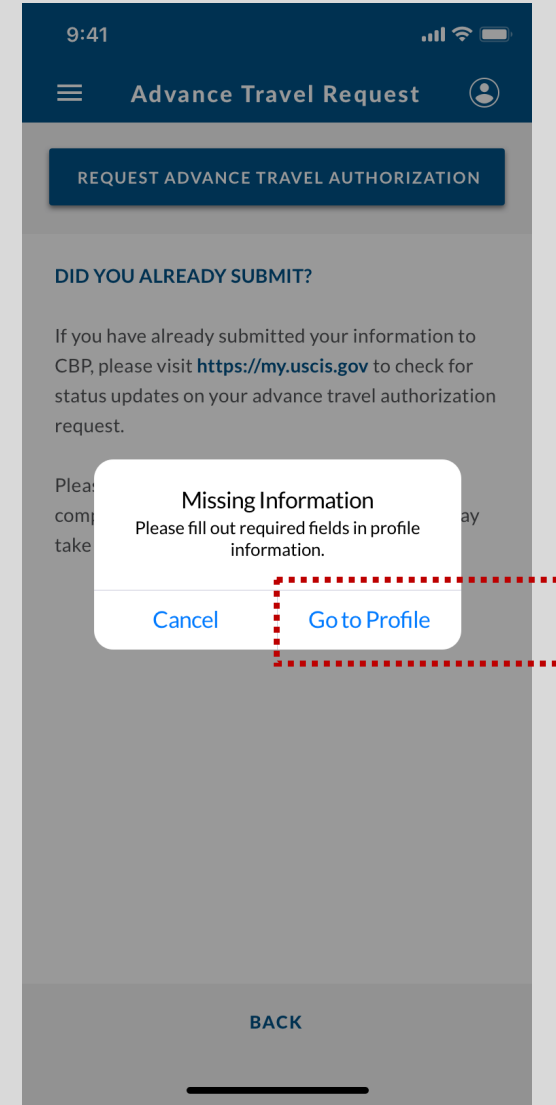 9:41
Advance Travel Request
REQUEST ADVANCE TRAVEL AUTHORIZATION
DID YOU ALREADY SUBMIT?
If you have already submitted your information to
CBP, please visit https://my.uscis.gov to check for
status updates on your advance travel authorization
request.
Missing Information
Please fill out required fields in profile
information.
take
Cancel
Go to Profile
BACK